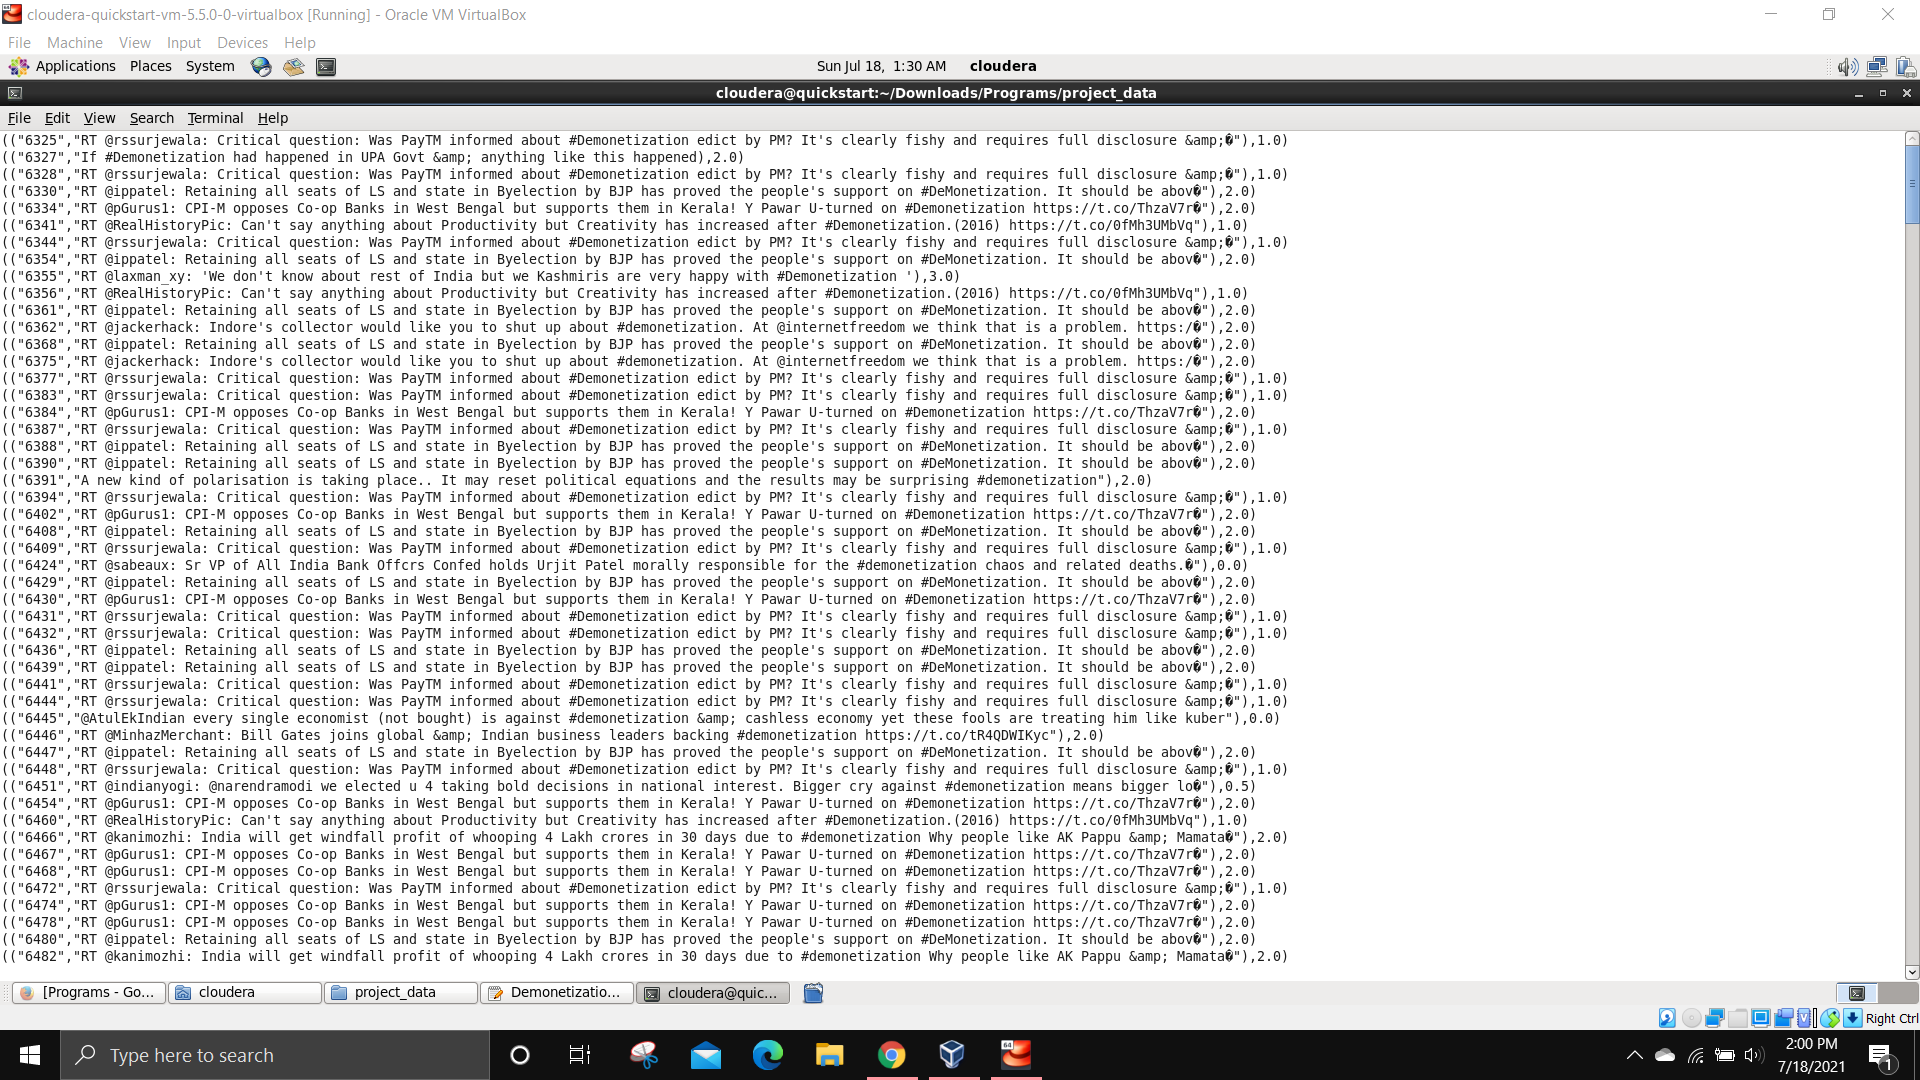 cloudera-quickstart-vm-5.5.0-0-virtualbox [Running] - Oracle VM VirtualBox
File Machine View Input Devices Help
Applications Places System Sun Jul 18, 1:30 AM cloudera
cloudera@quickstart:~/Downloads/Programs/project_data
File Edit View Search Terminal Help
(("6325","RT @rssurjewala: Critical question: Was PayTM informed about #Demonetization edict by PM? It's clearly fishy and requires full disclosure &amp;�"),1.0)
(("6327","If #Demonetization had happened in UPA Govt &amp; anything like this happened),2.0)
(("6328","RT @rssurjewala: Critical question: Was PayTM informed about #Demonetization edict by PM? It's clearly fishy and requires full disclosure &amp;�"),1.0)
(("6330","RT @ippatel: Retaining all seats of LS and state in Byelection by BJP has proved the people's support on #DeMonetization. It should be abov�"),2.0)
(("6334","RT @pGurus1: CPI-M opposes Co-op Banks in West Bengal but supports them in Kerala! Y Pawar U-turned on #Demonetization https://t.co/ThzaV7r�"),2.0)
(("6341","RT @RealHistoryPic: Can't say anything about Productivity but Creativity has increased after #Demonetization.(2016) https://t.co/0fMh3UMbVq"),1.0)
(("6344","RT @rssurjewala: Critical question: Was PayTM informed about #Demonetization edict by PM? It's clearly fishy and requires full disclosure &amp;�"),1.0)
(("6354","RT @ippatel: Retaining all seats of LS and state in Byelection by BJP has proved the people's support on #DeMonetization. It should be abov�"),2.0)
(("6355","RT @laxman_xy: 'We don't know about rest of India but we Kashmiris are very happy with #Demonetization '),3.0)
(("6356","RT @RealHistoryPic: Can't say anything about Productivity but Creativity has increased after #Demonetization.(2016) https://t.co/0fMh3UMbVq"),1.0)
(("6361","RT @ippatel: Retaining all seats of LS and state in Byelection by BJP has proved the people's support on #DeMonetization. It should be abov�"),2.0)
(("6362","RT @jackerhack: Indore's collector would like you to shut up about #demonetization. At @internetfreedom we think that is a problem. https:/�"),2.0)
(("6368","RT @ippatel: Retaining all seats of LS and state in Byelection by BJP has proved the people's support on #DeMonetization. It should be abov�"),2.0)
(("6375","RT @jackerhack: Indore's collector would like you to shut up about #demonetization. At @internetfreedom we think that is a problem. https:/�"),2.0)
(("6377","RT @rssurjewala: Critical question: Was PayTM informed about #Demonetization edict by PM? It's clearly fishy and requires full disclosure &amp;�"),1.0)
(("6383","RT @rssurjewala: Critical question: Was PayTM informed about #Demonetization edict by PM? It's clearly fishy and requires full disclosure &amp;�"),1.0)
(("6384","RT @pGurus1: CPI-M opposes Co-op Banks in West Bengal but supports them in Kerala! Y Pawar U-turned on #Demonetization https://t.co/ThzaV7r�"),2.0)
(("6387","RT @rssurjewala: Critical question: Was PayTM informed about #Demonetization edict by PM? It's clearly fishy and requires full disclosure &amp;�"),1.0)
(("6388","RT @ippatel: Retaining all seats of LS and state in Byelection by BJP has proved the people's support on #DeMonetization. It should be abov�"),2.0)
(("6390","RT @ippatel: Retaining all seats of LS and state in Byelection by BJP has proved the people's support on #DeMonetization. It should be abov�"),2.0)
(("6391","A new kind of polarisation is taking place.. It may reset political equations and the results may be surprising #demonetization"),2.0)
(("6394","RT @rssurjewala: Critical question: Was PayTM informed about #Demonetization edict by PM? It's clearly fishy and requires full disclosure &amp;�"),1.0)
(("6402","RT @pGurus1: CPI-M opposes Co-op Banks in West Bengal but supports them in Kerala! Y Pawar U-turned on #Demonetization https://t.co/ThzaV7r�"),2.0)
(("6408","RT @ippatel: Retaining all seats of LS and state in Byelection by BJP has proved the people's support on #DeMonetization. It should be abov�"),2.0)
(("6409","RT @rssurjewala: Critical question: Was PayTM informed about #Demonetization edict by PM? It's clearly fishy and requires full disclosure &amp;�"),1.0)
(("6424","RT @sabeaux: Sr VP of All India Bank Offcrs Confed holds Urjit Patel morally responsible for the #demonetization chaos and related deaths.�"),0.0)
(("6429","RT @ippatel: Retaining all seats of LS and state in Byelection by BJP has proved the people's support on #DeMonetization. It should be abov�"),2.0)
(("6430","RT @pGurus1: CPI-M opposes Co-op Banks in West Bengal but supports them in Kerala! Y Pawar U-turned on #Demonetization https://t.co/ThzaV7r�"),2.0)
(("6431","RT @rssurjewala: Critical question: Was PayTM informed about #Demonetization edict by PM? It's clearly fishy and requires full disclosure &amp;�"),1.0)
(("6432","RT @rssurjewala: Critical question: Was PayTM informed about #Demonetization edict by PM? It's clearly fishy and requires full disclosure &amp;�"),1.0)
(("6436","RT @ippatel: Retaining all seats of LS and state in Byelection by BJP has proved the people's support on #DeMonetization. It should be abov�"),2.0)
(("6439","RT @ippatel: Retaining all seats of LS and state in Byelection by BJP has proved the people's support on #DeMonetization. It should be abov�"),2.0)
(("6441","RT @rssurjewala: Critical question: Was PayTM informed about #Demonetization edict by PM? It's clearly fishy and requires full disclosure &amp;�"),1.0)
(("6444","RT @rssurjewala: Critical question: Was PayTM informed about #Demonetization edict by PM? It's clearly fishy and requires full disclosure &amp;�"),1.0)
(("6445","@AtulEkIndian every single economist (not bought) is against #demonetization &amp; cashless economy yet these fools are treating him like kuber"),0.0)
(("6446","RT @MinhazMerchant: Bill Gates joins global &amp; Indian business leaders backing #demonetization https://t.co/tR4QDWIKyc"),2.0)
(("6447","RT @ippatel: Retaining all seats of LS and state in Byelection by BJP has proved the people's support on #DeMonetization. It should be abov�"),2.0)
(("6448","RT @rssurjewala: Critical question: Was PayTM informed about #Demonetization edict by PM? It's clearly fishy and requires full disclosure &amp;�"),1.0)
(("6451","RT @indianyogi: @narendramodi we elected u 4 taking bold decisions in national interest. Bigger cry against #demonetization means bigger lo�"),0.5)
(("6454","RT @pGurus1: CPI-M opposes Co-op Banks in West Bengal but supports them in Kerala! Y Pawar U-turned on #Demonetization https://t.co/ThzaV7r�"),2.0)
(("6460","RT @RealHistoryPic: Can't say anything about Productivity but Creativity has increased after #Demonetization.(2016) https://t.co/0fMh3UMbVq"),1.0)
(("6466","RT @kanimozhi: India will get windfall profit of whooping 4 Lakh crores in 30 days due to #demonetization Why people like AK Pappu &amp; Mamata�"),2.0)
(("6467","RT @pGurus1: CPI-M opposes Co-op Banks in West Bengal but supports them in Kerala! Y Pawar U-turned on #Demonetization https://t.co/ThzaV7r�"),2.0)
(("6468","RT @pGurus1: CPI-M opposes Co-op Banks in West Bengal but supports them in Kerala! Y Pawar U-turned on #Demonetization https://t.co/ThzaV7r�"),2.0)
(("6472","RT @rssurjewala: Critical question: Was PayTM informed about #Demonetization edict by PM? It's clearly fishy and requires full disclosure &amp;�"),1.0)
(("6474","RT @pGurus1: CPI-M opposes Co-op Banks in West Bengal but supports them in Kerala! Y Pawar U-turned on #Demonetization https://t.co/ThzaV7r�"),2.0)
(("6478","RT @pGurus1: CPI-M opposes Co-op Banks in West Bengal but supports them in Kerala! Y Pawar U-turned on #Demonetization https://t.co/ThzaV7r�"),2.0)
(("6480","RT @ippatel: Retaining all seats of LS and state in Byelection by BJP has proved the people's support on #DeMonetization. It should be abov�"),2.0)
(("6482","RT @kanimozhi: India will get windfall profit of whooping 4 Lakh crores in 30 days due to #demonetization Why people like AK Pappu &amp; Mamata�"),2.0)
[Programs - Go... cloudera project_data Demonetizatio... cloudera@quic...
Right Ctrl
Type here to search
2:00 PM
7/18/2021
1